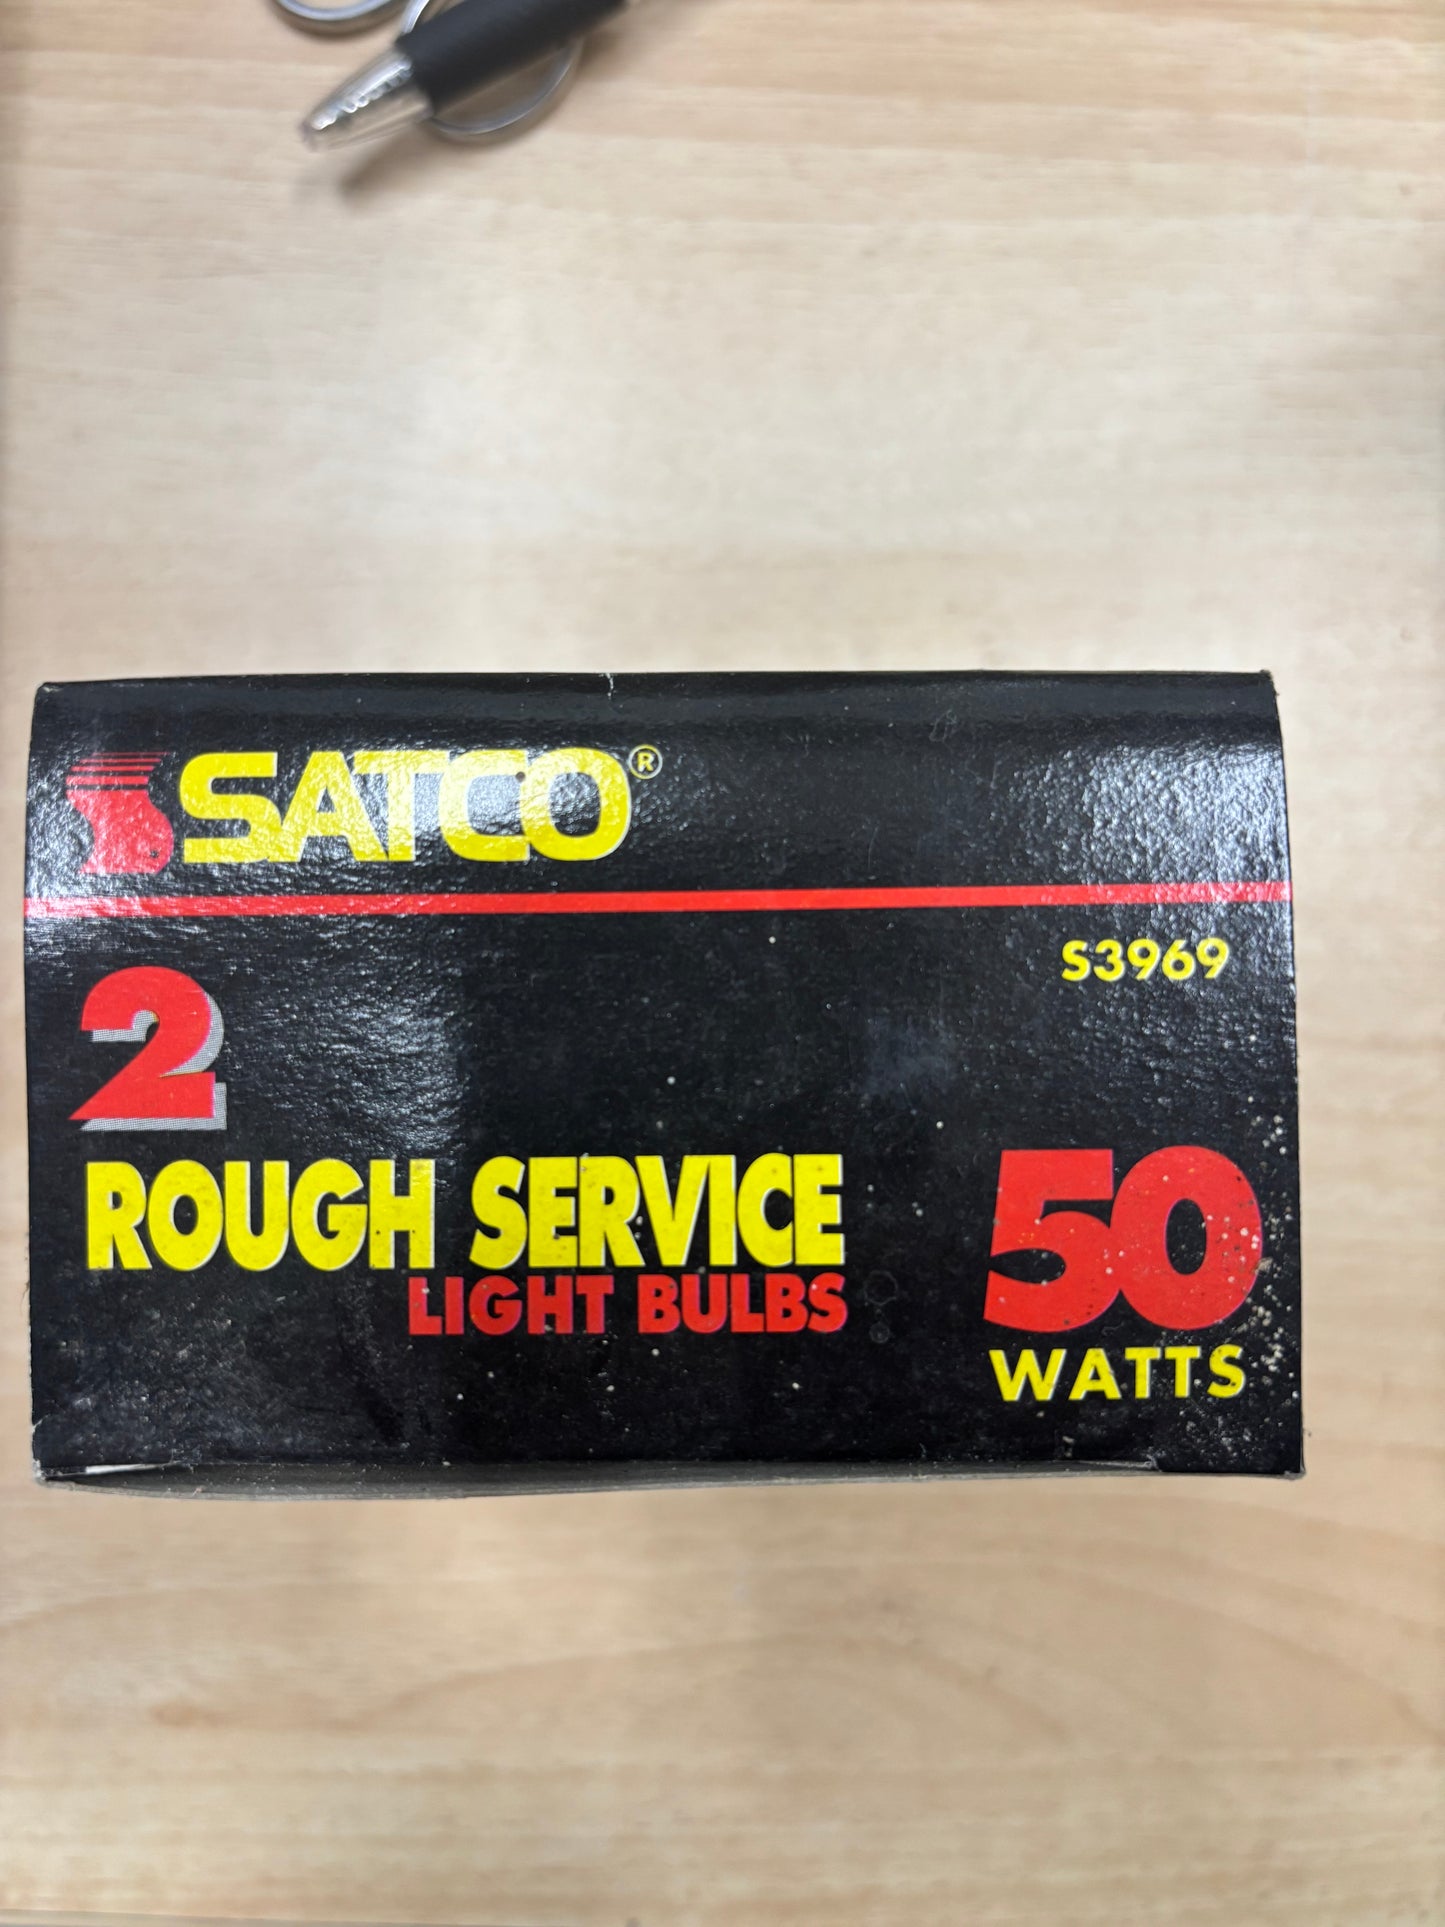 SATCO®
S3969
2
ROUGH SERVICE
LIGHT BULBS
50
WATTS